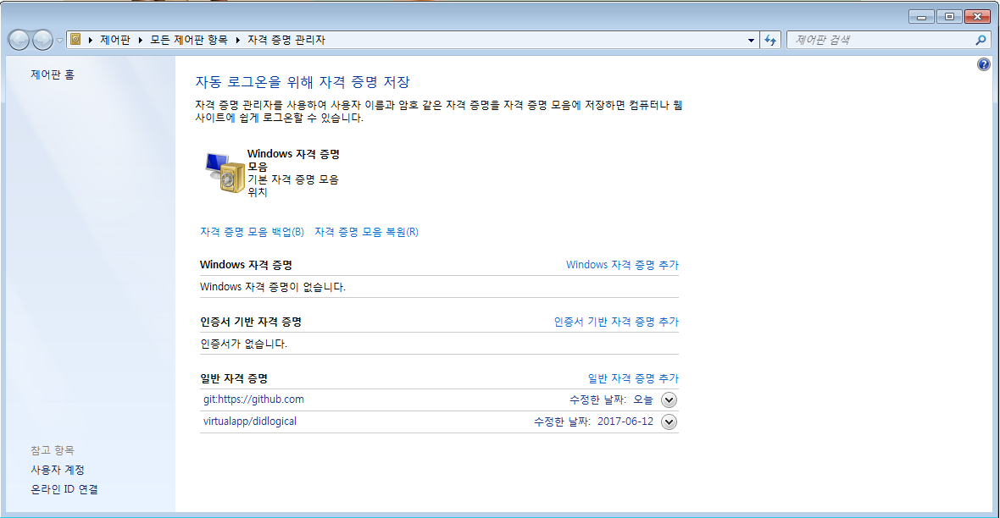 제어판 ▸ 모든 제어판 항목 ▸ 자격 증명 관리자
제어판 검색
제어판 홈
자동 로그온을 위해 자격 증명 저장
자격 증명 관리자를 사용하여 사용자 이름과 암호 같은 자격 증명을 자격 증명 모음에 저장하면 컴퓨터나 웹
사이트에 쉽게 로그온할 수 있습니다.
Windows 자격 증명
모음
기본 자격 증명 모음
위치
자격 증명 모음 백업(B) 자격 증명 모음 복원(R)
Windows 자격 증명 Windows 자격 증명 추가
Windows 자격 증명이 없습니다.
인증서 기반 자격 증명 인증서 기반 자격 증명 추가
인증서가 없습니다.
일반 자격 증명 일반 자격 증명 추가
git:https://github.com 수정한 날짜: 오늘
virtualapp/didlogical 수정한 날짜: 2017-06-12
참고 항목
사용자 계정
온라인 ID 연결